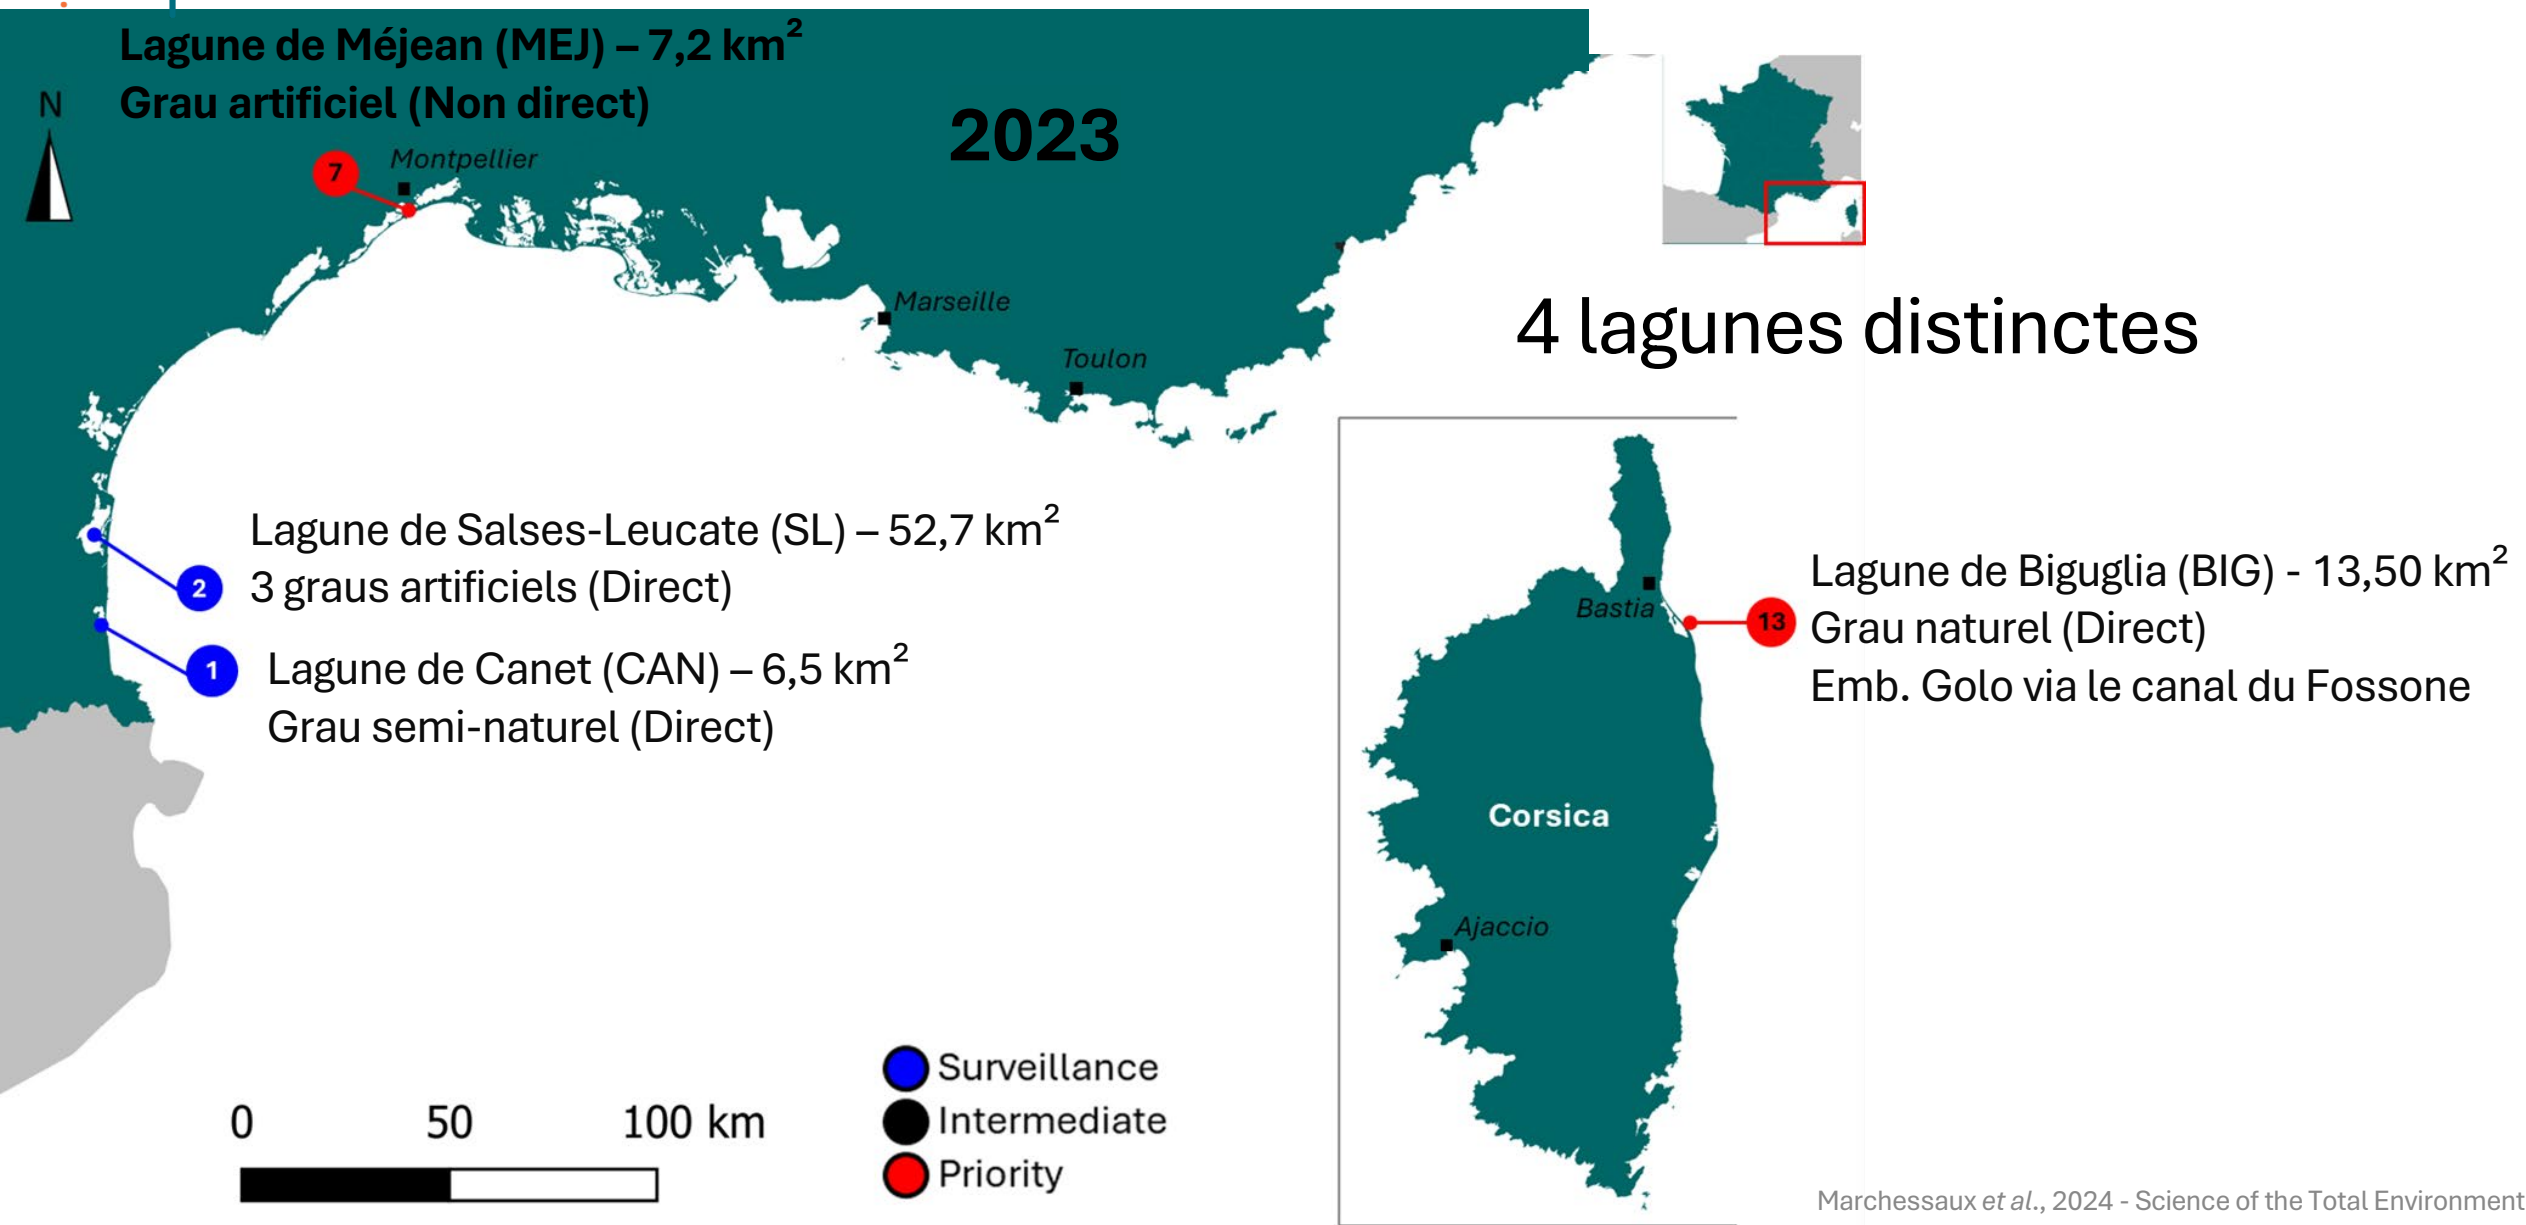 Lagune de Méjean (MEJ) – 7,2 km²
Grau artificiel (Non direct)
N
2023
7
Montpellier
Marseille
Toulon
4 lagunes distinctes
Lagune de Salses-Leucate (SL) – 52,7 km²
3 graus artificiels (Direct)
2
Lagune de Canet (CAN) – 6,5 km²
Grau semi-naturel (Direct)
1
Bastia
13
Lagune de Biguglia (BIG) - 13,50 km²
Grau naturel (Direct)
Emb. Golo via le canal du Fossone
Corsica
Ajaccio
0 50 100 km
Surveillance
Intermediate
Priority
Marchessaux et al., 2024 - Science of the Total Environment